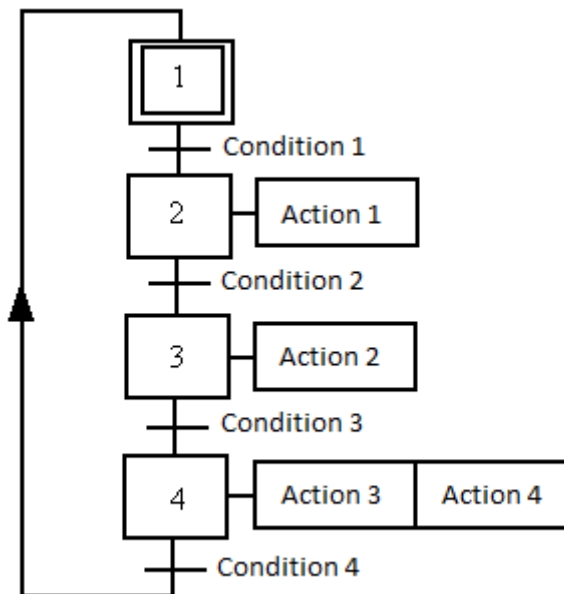 1
Condition 1
2 Action 1
Condition 2
3 Action 2
Condition 3
4 Action 3 Action 4
Condition 4